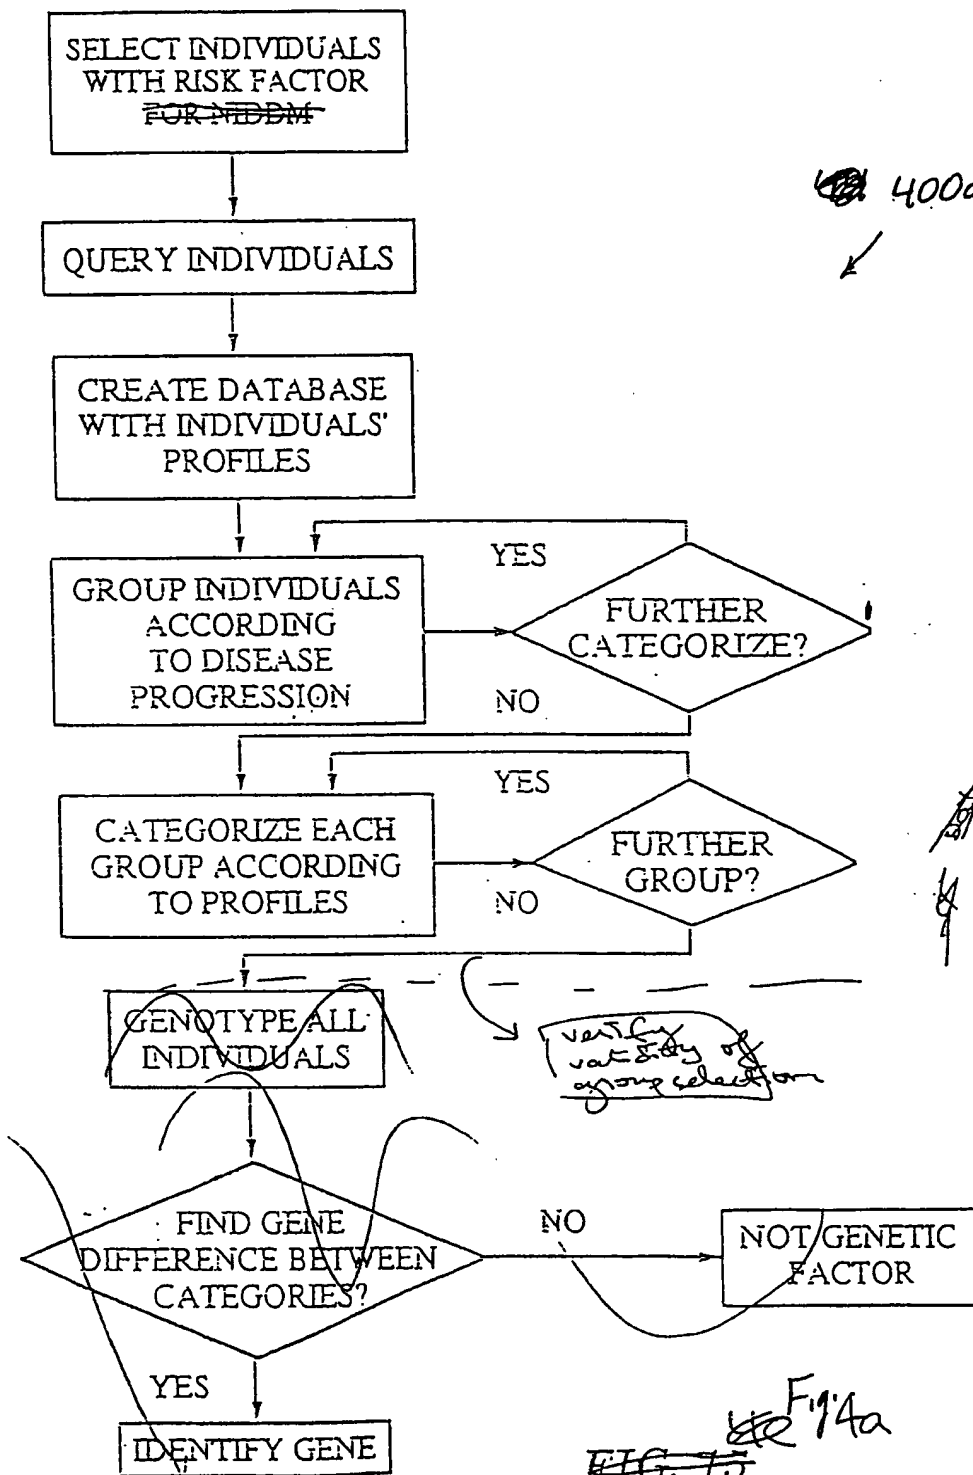 SELECT INDIVIDUALS
WITH RISK FACTOR
FOR NIDDM
400a
QUERY INDIVIDUALS
CREATE DATABASE
WITH INDIVIDUALS'
PROFILES
YES
GROUP INDIVIDUALS
ACCORDING
TO DISEASE
PROGRESSION
FURTHER
CATEGORIZE?
NO
YES
CATEGORIZE EACH
GROUP ACCORDING
TO PROFILES
FURTHER
GROUP?
NO
GENOTYPE ALL
INDIVIDUALS
verify
validity of
group selection
FIND GENE
DIFFERENCE BETWEEN
CATEGORIES?
NO
NOT GENETIC
FACTOR
YES
IDENTIFY GENE
Fig. 4a